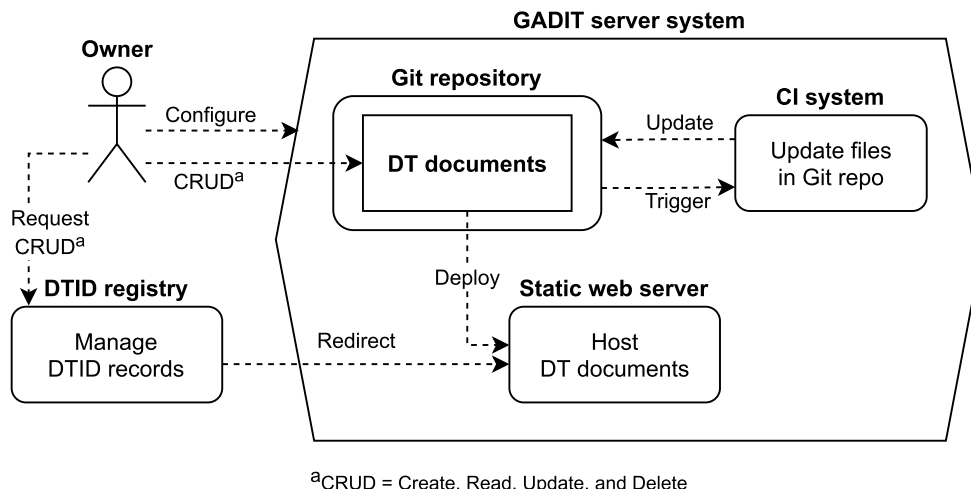 GADIT server system
Owner
Git repository
CI system
Configure
Update
DT documents
Update files
in Git repo
CRUDa
Trigger
Request
CRUDa
Deploy
DTID registry
Static web server
Manage
DTID records
Redirect
Host
DT documents
aCRUD = Create, Read, Update, and Delete